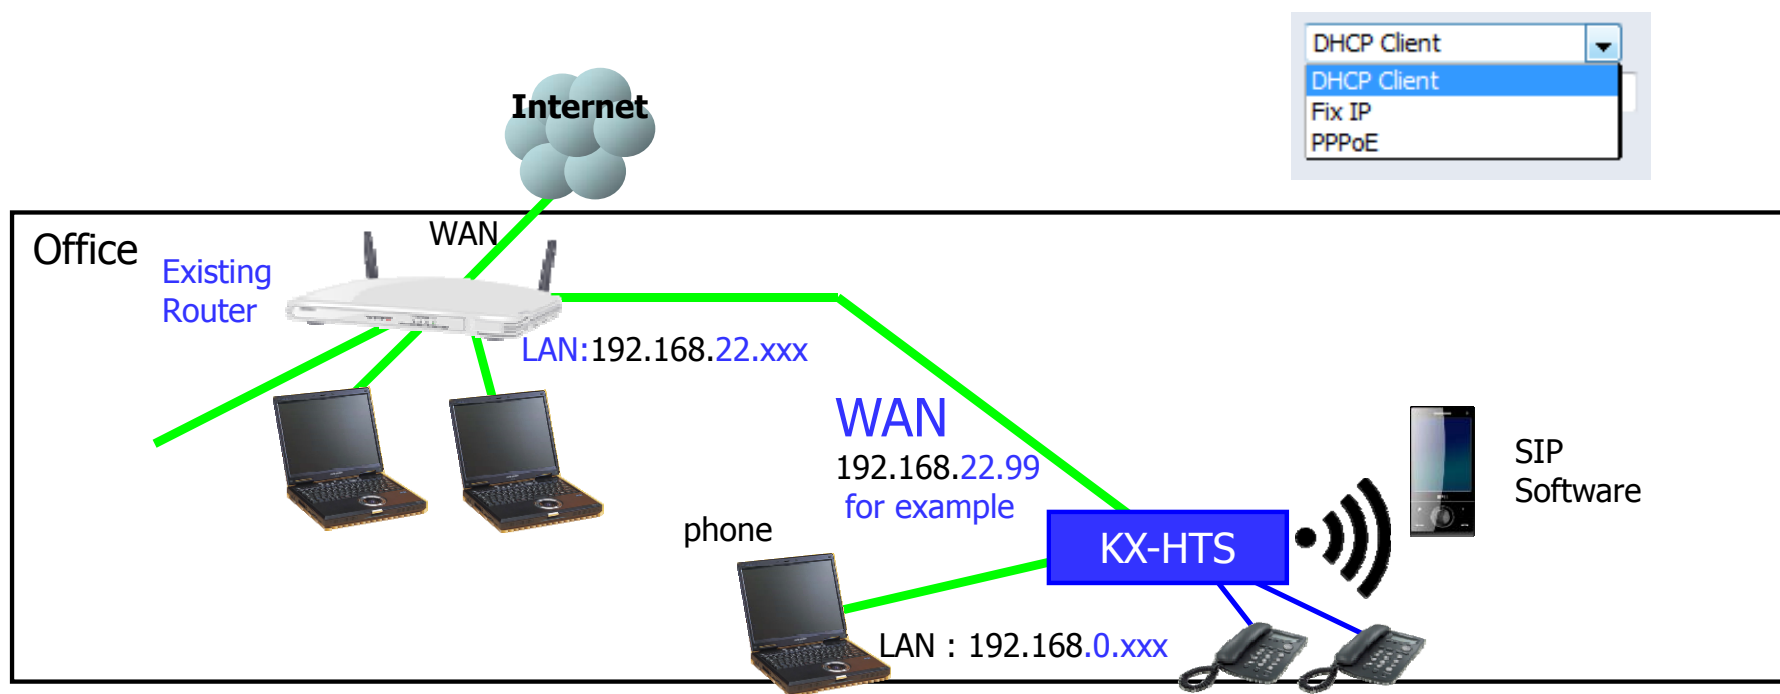 DHCP Client
DHCP Client
Fix IP
PPPoE
Internet
WAN
Office
Existing
Router
LAN:192.168.22.xxx
WAN
192.168.22.99
for example
SIP
Software
phone
KX-HTS
LAN : 192.168.0.xxx